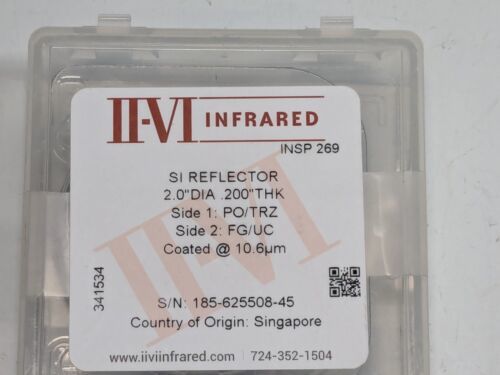 II-VI INFRARED
INSP 269
SI REFLECTOR
2.0"DIA .200"THK
Side 1: PO/TRZ
Side 2: FG/UC
Coated @ 10.6µm
341534
S/N: 185-625508-45
Country of Origin: Singapore
www.iiviinfrared.com | 724-352-1504